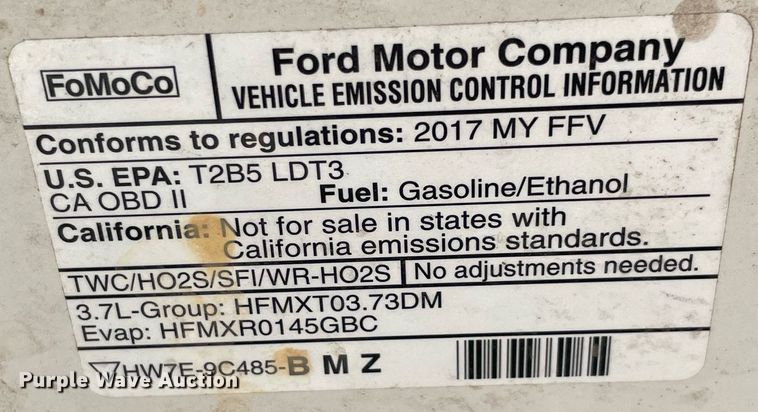 FoMoCo
Ford Motor Company
VEHICLE EMISSION CONTROL INFORMATION
Conforms to regulations: 2017 MY FFV
U.S. EPA: T2B5 LDT3
CA OBD II Fuel: Gasoline/Ethanol
California: Not for sale in states with
California emissions standards.
TWC/HO2S/SFI/WR-HO2S No adjustments needed.
3.7L-Group: HFMXT03.73DM
Evap: HFMXR0145GBC
HW7E-9C485-B M Z
Purple Wave Auction